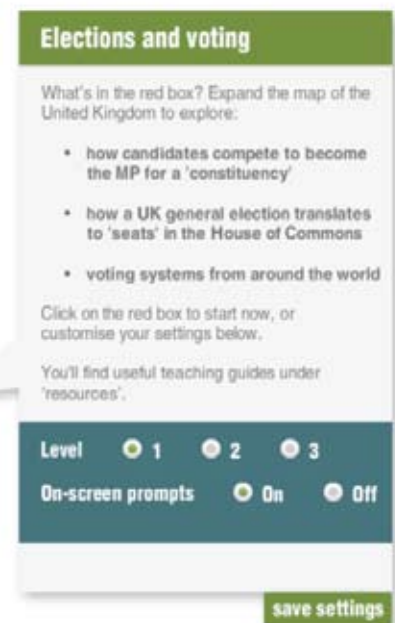 Elections and voting
What's in the red box? Expand the map of the
United Kingdom to explore:
• how candidates compete to become
the MP for a 'constituency'
• how a UK general election translates
to 'seats' in the House of Commons
• voting systems from around the world
Click on the red box to start now, or
customise your settings below.
You'll find useful teaching guides under
'resources'.
Level 1 2 3
On-screen prompts On Off
save settings